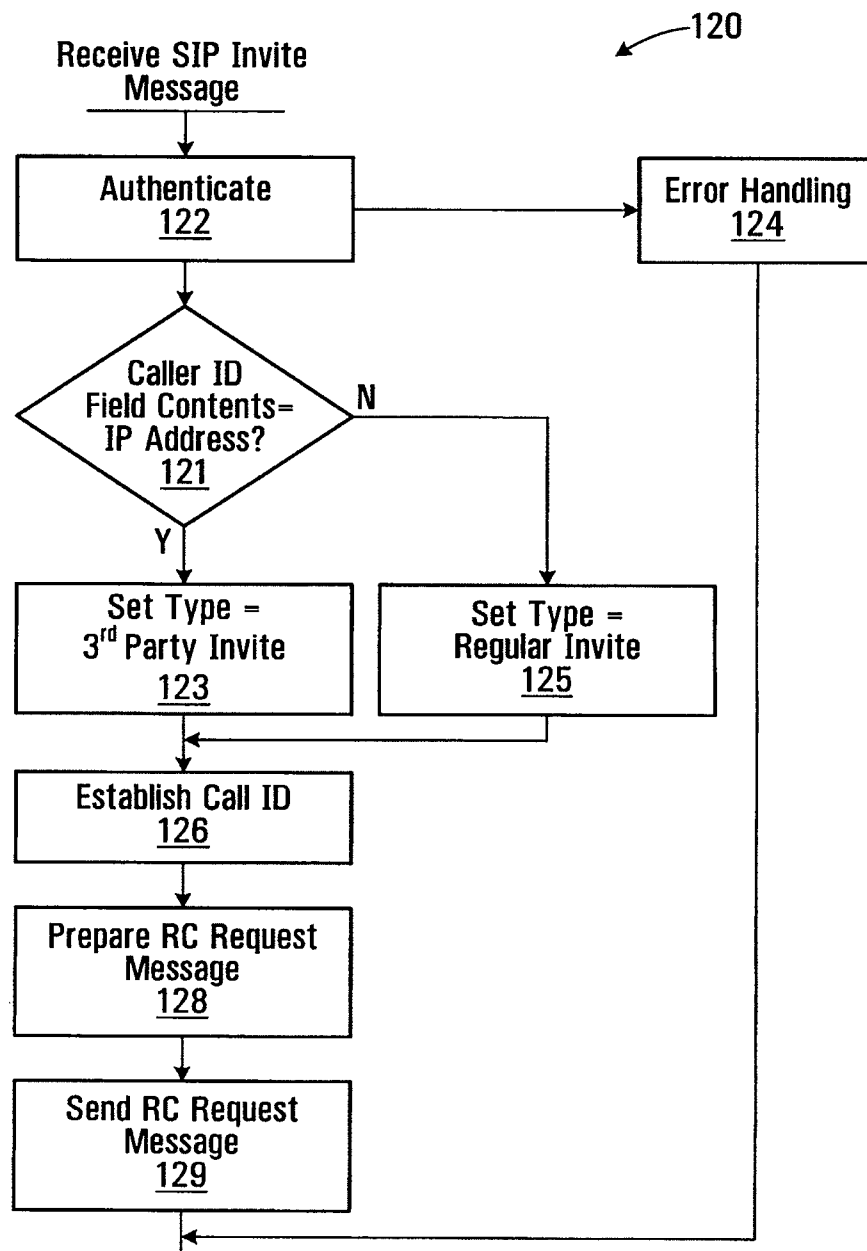 120
Receive SIP Invite
Message
Authenticate
122
Error Handling
124
Caller ID
Field Contents=
IP Address?
121
N
Y
Set Type =
3rd Party Invite
123
Set Type =
Regular Invite
125
Establish Call ID
126
Prepare RC Request
Message
128
Send RC Request
Message
129